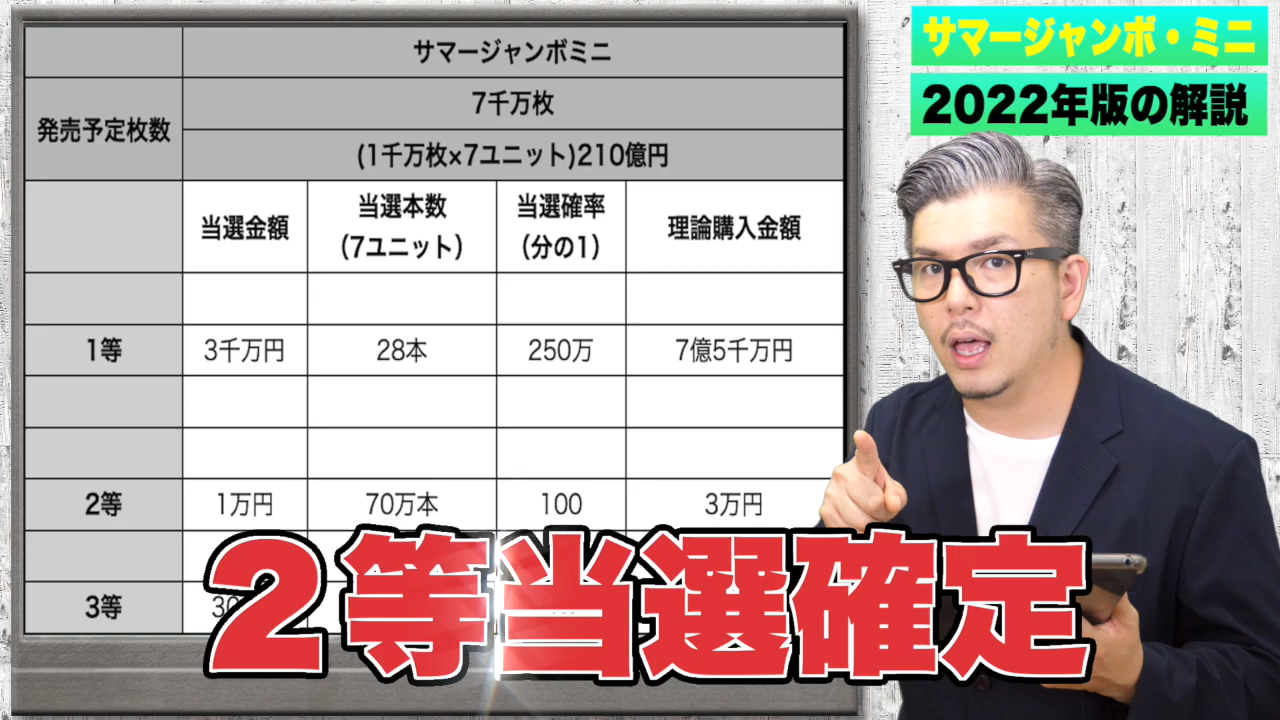 サマージャンボミニ
発売予定枚数
7千万枚
(1千万枚×7ユニット)210億円
当選金額
当選本数
（7ユニット）
当選確率
（分の1）
理論購入金額
1等
3千万円
28本
250万
7億5千万円
2等
1万円
70万本
100
3万円
3等
サマージャンボ・ミニ
2022年版の解説
2等当選確定